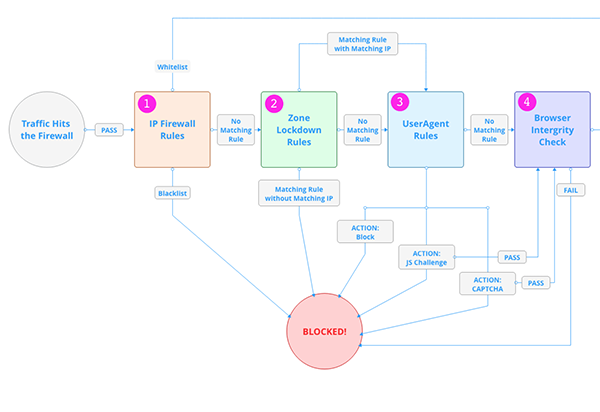 Matching Rule
with Matching IP
Whitelist
1
2
3
4
Traffic Hits
the Firewall
PASS
IP Firewall
Rules
No
Matching
Rule
Zone
Lockdown
Rules
No
Matching
Rule
UserAgent
Rules
No
Matching
Rule
Browser
Intergrity
Check
Blacklist
Matching Rule
without Matching IP
FAIL
ACTION:
Block
ACTION:
JS Challenge
PASS
ACTION:
CAPTCHA
PASS
BLOCKED!